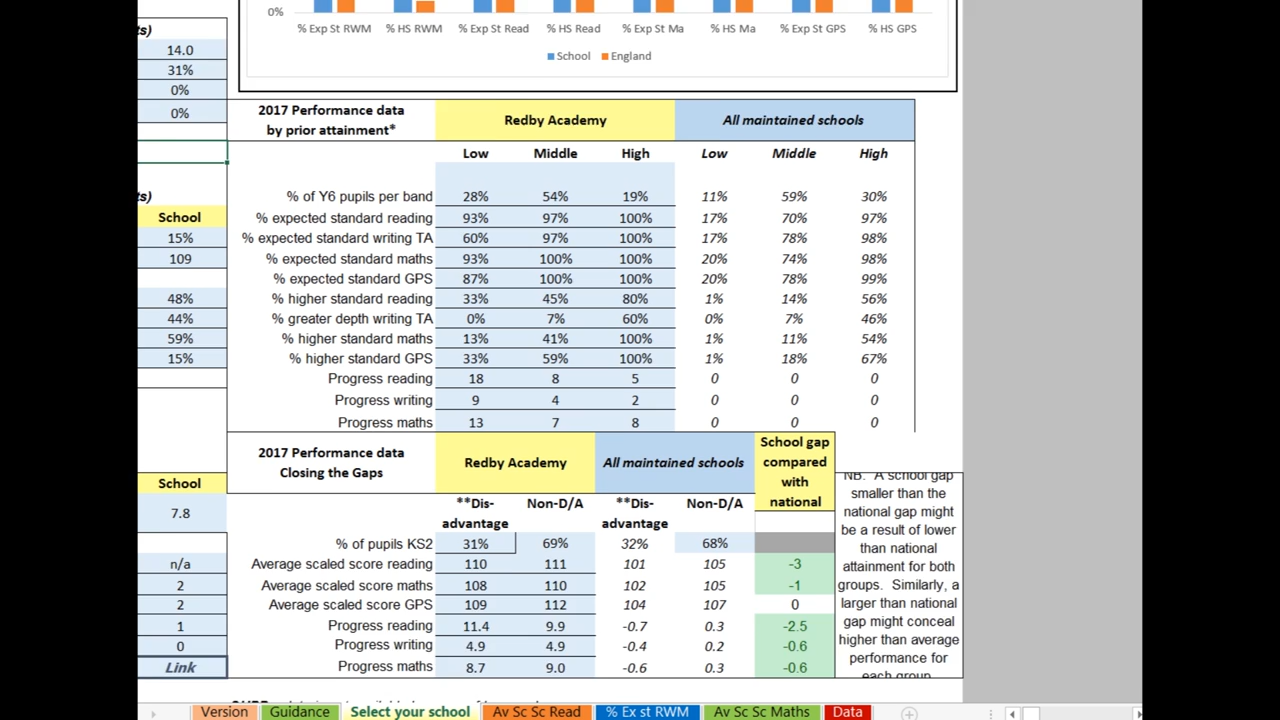 0%
% Exp St RWM % HS RWM % Exp St Read % HS Read % Exp St Ma % HS Ma % Exp St GPS % HS GPS
School England
ts)
14.0
31%
0%
0%
2017 Performance data
by prior attainment*
Redby Academy All maintained schools
Low Middle High Low Middle High
ts)
% of Y6 pupils per band 28% 54% 19% 11% 59% 30%
School % expected standard reading 93% 97% 100% 17% 70% 97%
15% % expected standard writing TA 60% 97% 100% 17% 78% 98%
109 % expected standard maths 93% 100% 100% 20% 74% 98%
% expected standard GPS 87% 100% 100% 20% 78% 99%
48% % higher standard reading 33% 45% 80% 1% 14% 56%
44% % greater depth writing TA 0% 7% 60% 0% 7% 46%
59% % higher standard maths 13% 41% 100% 1% 11% 54%
15% % higher standard GPS 33% 59% 100% 1% 18% 67%
Progress reading 18 8 5 0 0 0
Progress writing 9 4 2 0 0 0
Progress maths 13 7 8 0 0 0
2017 Performance data
Closing the Gaps
Redby Academy All maintained schools
School gap
compared
with
national
School
7.8
**Dis-
advantage
Non-D/A
**Dis-
advantage
Non-D/A
% of pupils KS2 31% 69% 32% 68%
n/a Average scaled score reading 110 111 101 105 -3
2 Average scaled score maths 108 110 102 105 -1
2 Average scaled score GPS 109 112 104 107 0
1 Progress reading 11.4 9.9 -0.7 0.3 -2.5
0 Progress writing 4.9 4.9 -0.4 0.2 -0.6
Link Progress maths 8.7 9.0 -0.6 0.3 -0.6
NB. A school gap
smaller than the
national gap might
be a result of lower
than national
attainment for both
groups. Similarly, a
larger than national
gap might conceal
higher than average
performance for
each group
Version Guidance Select your school Av Sc Sc Read % Ex st RWM Av Sc Sc Maths Data